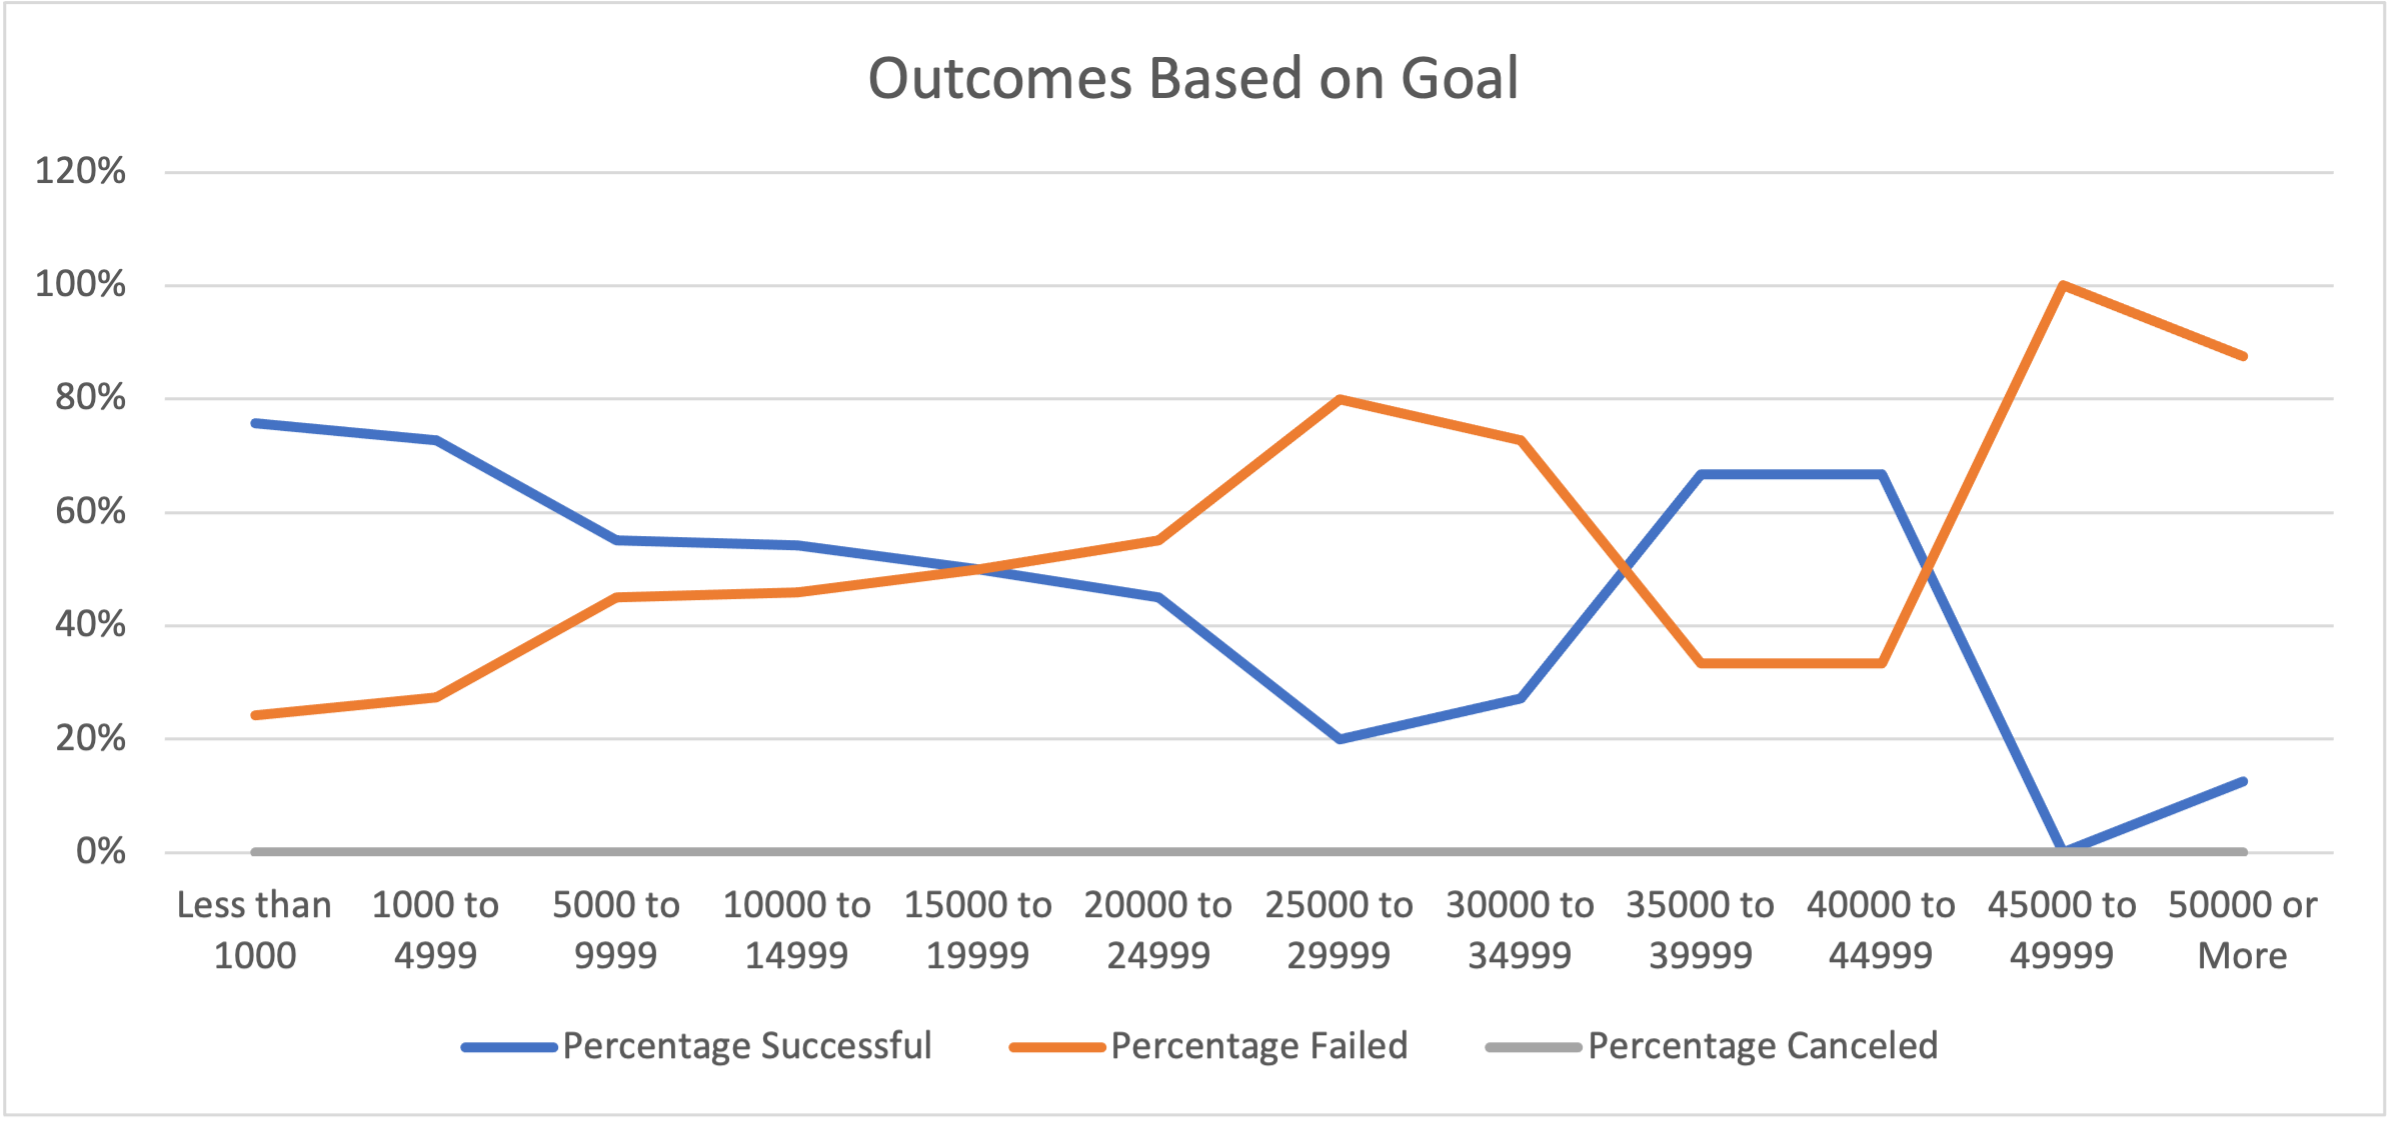 Outcomes Based on Goal
120%
100%
80%
60%
40%
20%
0%
Less than 1000
1000 to 4999
5000 to 9999
10000 to 14999
15000 to 19999
20000 to 24999
25000 to 29999
30000 to 34999
35000 to 39999
40000 to 44999
45000 to 49999
50000 or More
Percentage Successful
Percentage Failed
Percentage Canceled